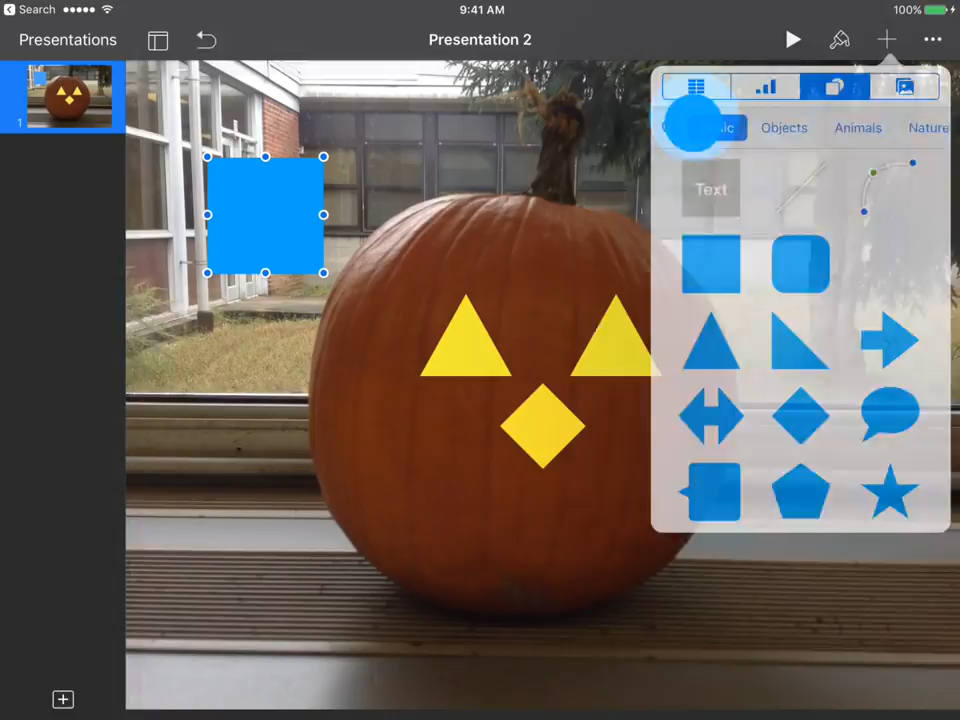 Search 9:41 AM 100%
Presentations Presentation 2
Objects Animals Nature
1
Text